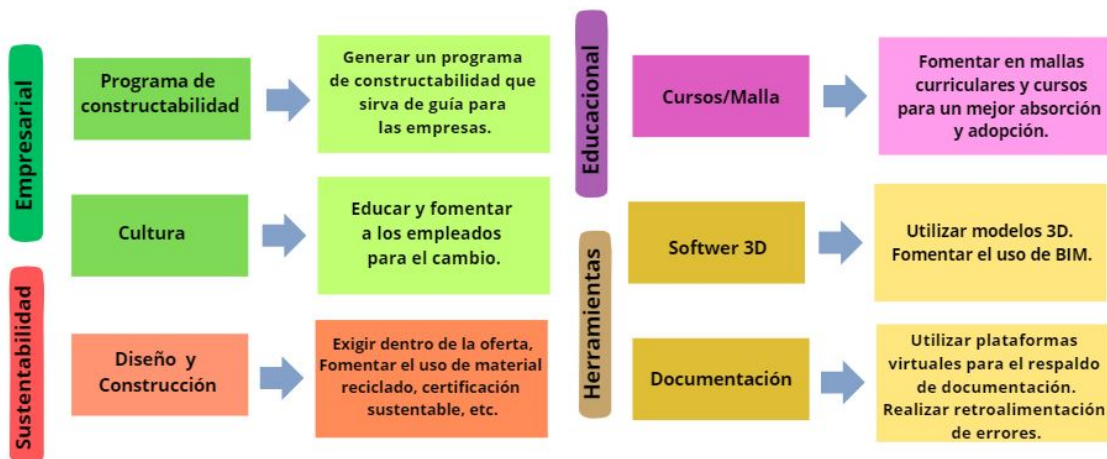 Empresarial
Programa de
constructabilidad
Generar un programa
de constructabilidad que
sirva de guía para
las empresas.
Cultura
Educar y fomentar
a los empleados
para el cambio.
Sustentabilidad
Diseño y
Construcción
Exigir dentro de la oferta,
Fomentar el uso de material
reciclado, certificación
sustentable, etc.
Educacional
Cursos/Malla
Fomentar en mallas
curriculares y cursos
para un mejor absorción
y adopción.
Herramientas
Softwer 3D
Utilizar modelos 3D.
Fomentar el uso de BIM.
Documentación
Utilizar plataformas
virtuales para el respaldo
de documentación.
Realizar retroalimentación
de errores.